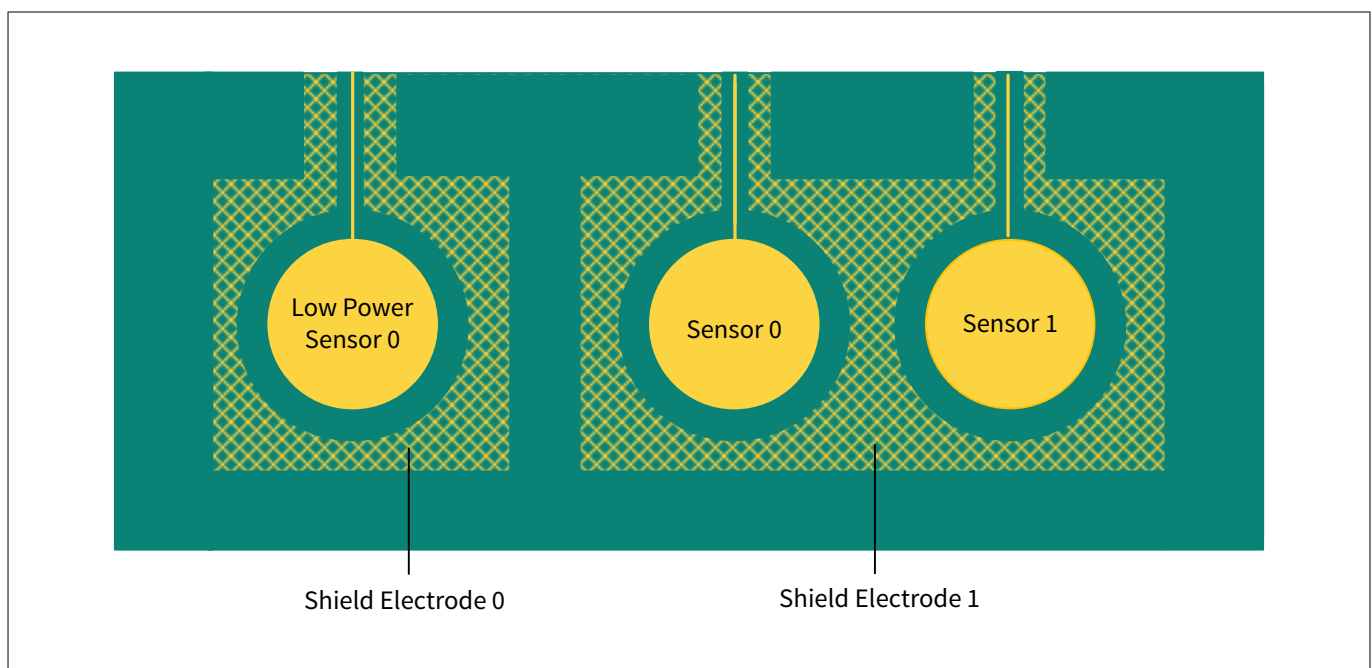 Low Power
Sensor 0
Sensor 0
Sensor 1
Shield Electrode 0
Shield Electrode 1